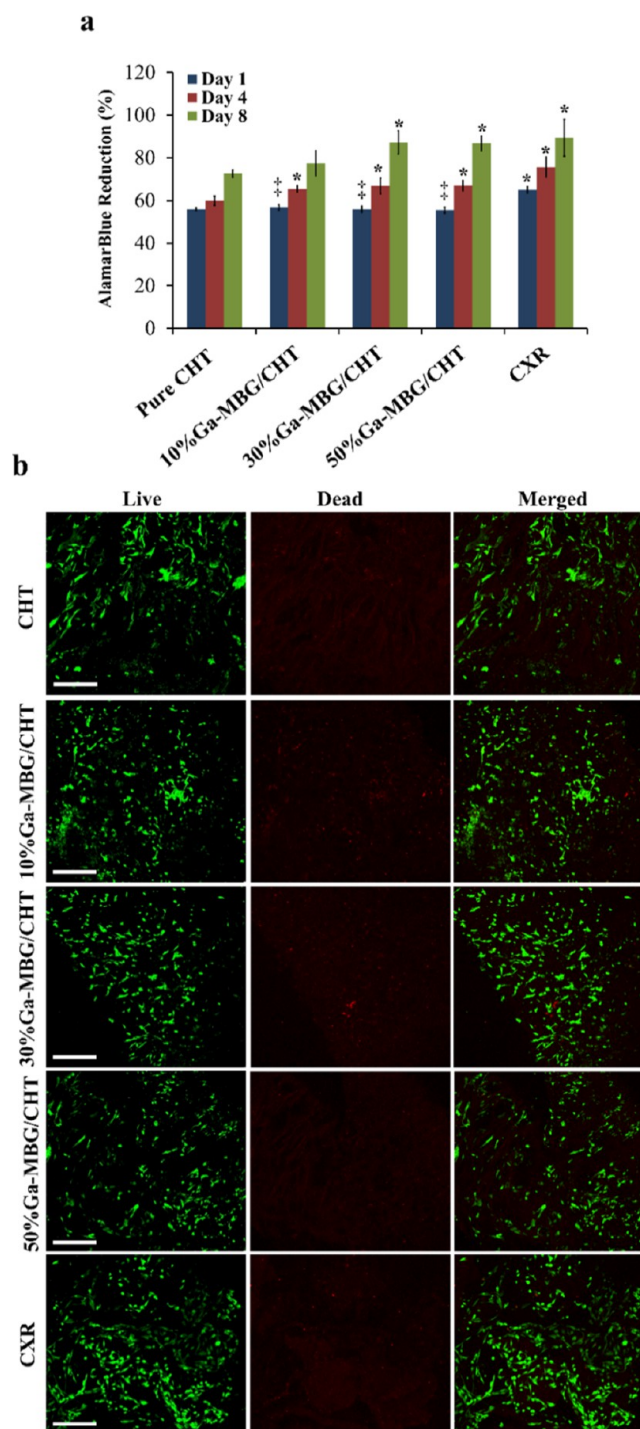 a
AlamarBlue Reduction (%)
120
100
80
60
40
20
0
Day 1
Day 4
Day 8
* * *
‡ * ‡ * ‡ * * *
Pure CHT
10%Ga-MBG/CHT
30%Ga-MBG/CHT
50%Ga-MBG/CHT
CXR
b
Live Dead Merged
CHT
10%Ga-MBG/CHT
30%Ga-MBG/CHT
50%Ga-MBG/CHT
CXR